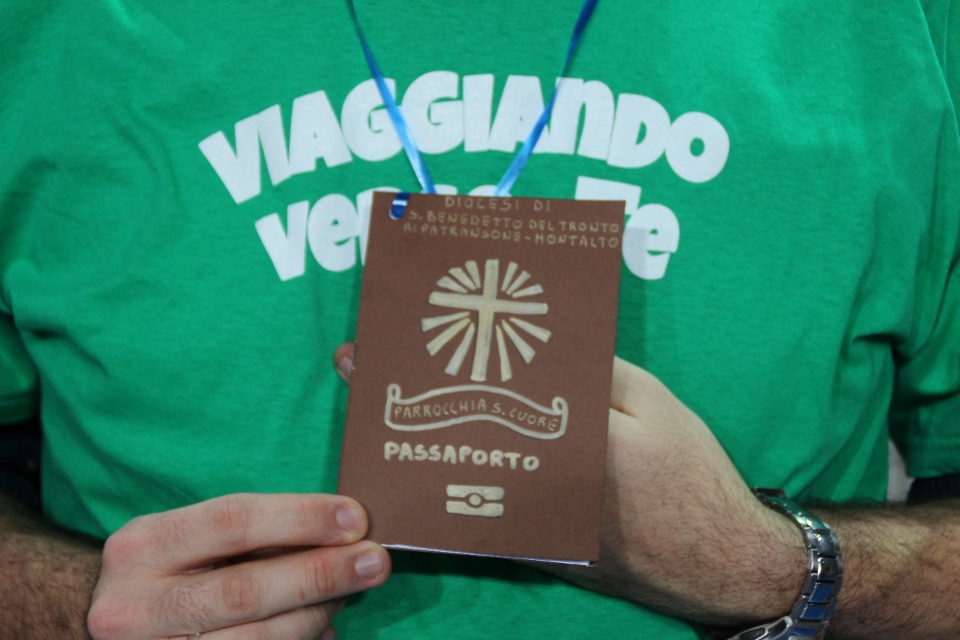 VIAGGIANDO
DIOCESI DI
S. BENEDETTO DEL TRONTO
RIPATRANSONE-MONTALTO
PARROCCHIA S. CUORE
PASSAPORTO